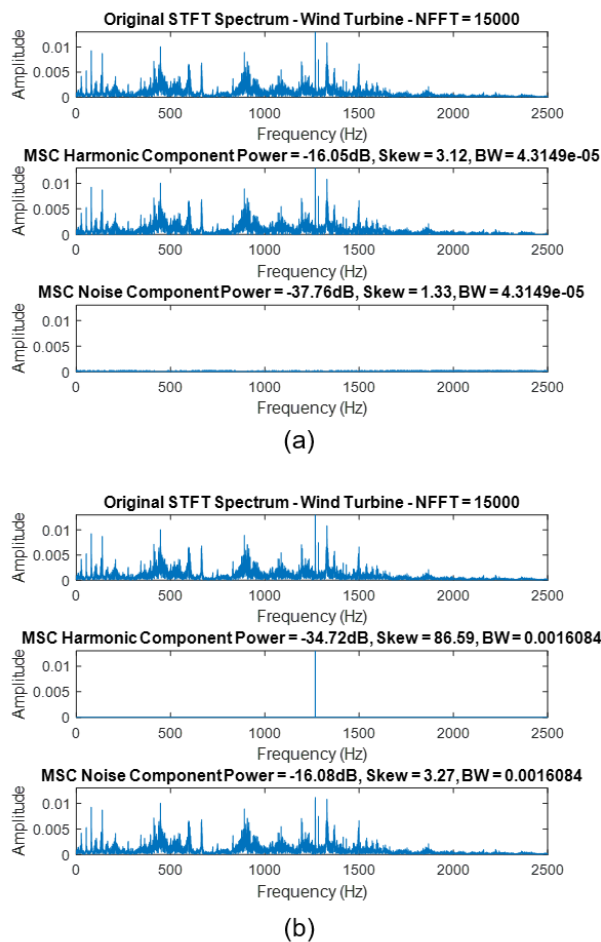 Original STFT Spectrum - Wind Turbine - NFFT = 15000
Amplitude
0.01
0.005
0
0 500 1000 1500 2000 2500
Frequency (Hz)
MSC Harmonic Component Power = -16.05dB, Skew = 3.12, BW = 4.3149e-05
Amplitude
0.01
0.005
0
0 500 1000 1500 2000 2500
Frequency (Hz)
MSC Noise Component Power = -37.76dB, Skew = 1.33, BW = 4.3149e-05
Amplitude
0.01
0.005
0
0 500 1000 1500 2000 2500
Frequency (Hz)
(a)
Original STFT Spectrum - Wind Turbine - NFFT = 15000
Amplitude
0.01
0.005
0
0 500 1000 1500 2000 2500
Frequency (Hz)
MSC Harmonic Component Power = -34.72dB, Skew = 86.59, BW = 0.0016084
Amplitude
0.01
0.005
0
0 500 1000 1500 2000 2500
Frequency (Hz)
MSC Noise Component Power = -16.08dB, Skew = 3.27, BW = 0.0016084
Amplitude
0.01
0.005
0
0 500 1000 1500 2000 2500
Frequency (Hz)
(b)